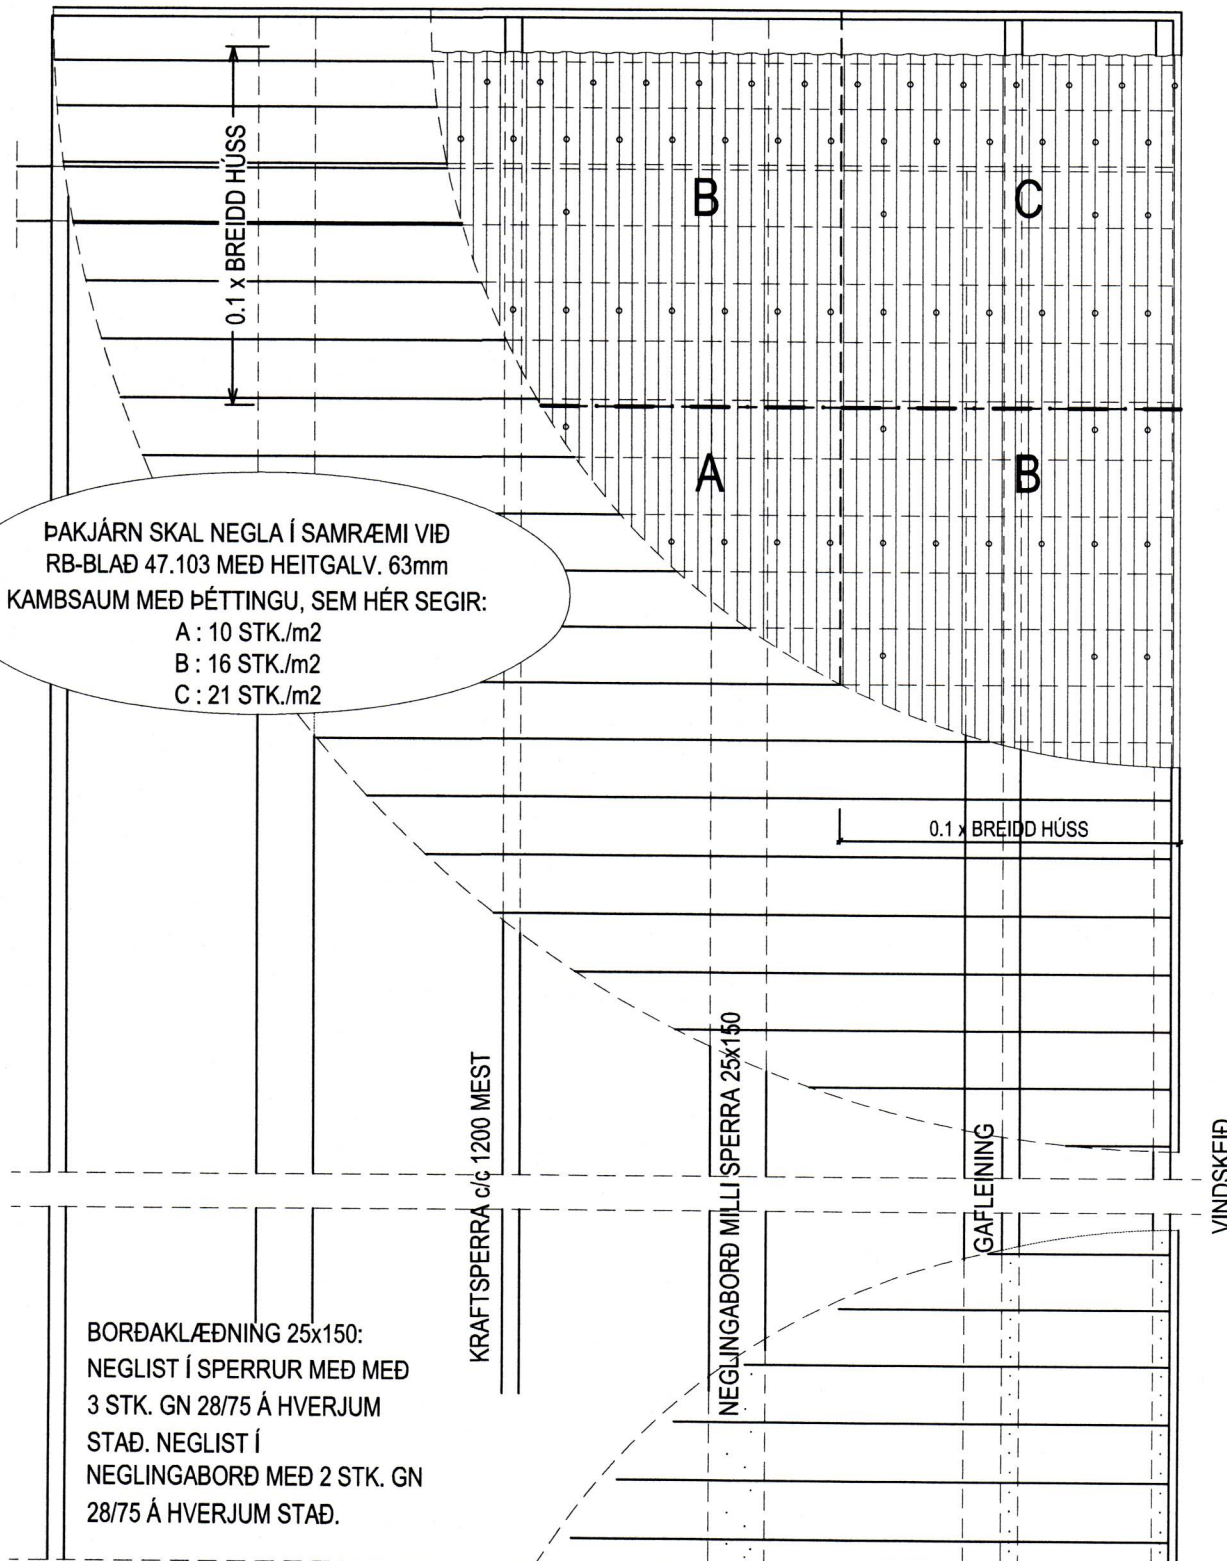 0.1 x BREIDD HÚSS
B
C
A
B
ÞAKJÁRN SKAL NEGLA Í SAMRÆMI VIÐ
RB-BLAÐ 47.103 MEÐ HEITGALV. 63mm
KAMBSAUM MEÐ ÞÉTTINGU, SEM HÉR SEGIR:
A : 10 STK./m2
B : 16 STK./m2
C : 21 STK./m2
0.1 x BREIDD HÚSS
KRAFTSPERRA c/c 1200 MEST
NEGLINGABORÐ MILLI SPERRA 25x150
GAFLEINING
VINDSKEIÐ
BORÐAKLÆÐNING 25x150:
NEGLIST Í SPERRUR MEÐ MEÐ
3 STK. GN 28/75 Á HVERJUM
STAÐ. NEGLIST Í
NEGLINGABORÐ MEÐ 2 STK. GN
28/75 Á HVERJUM STAÐ.